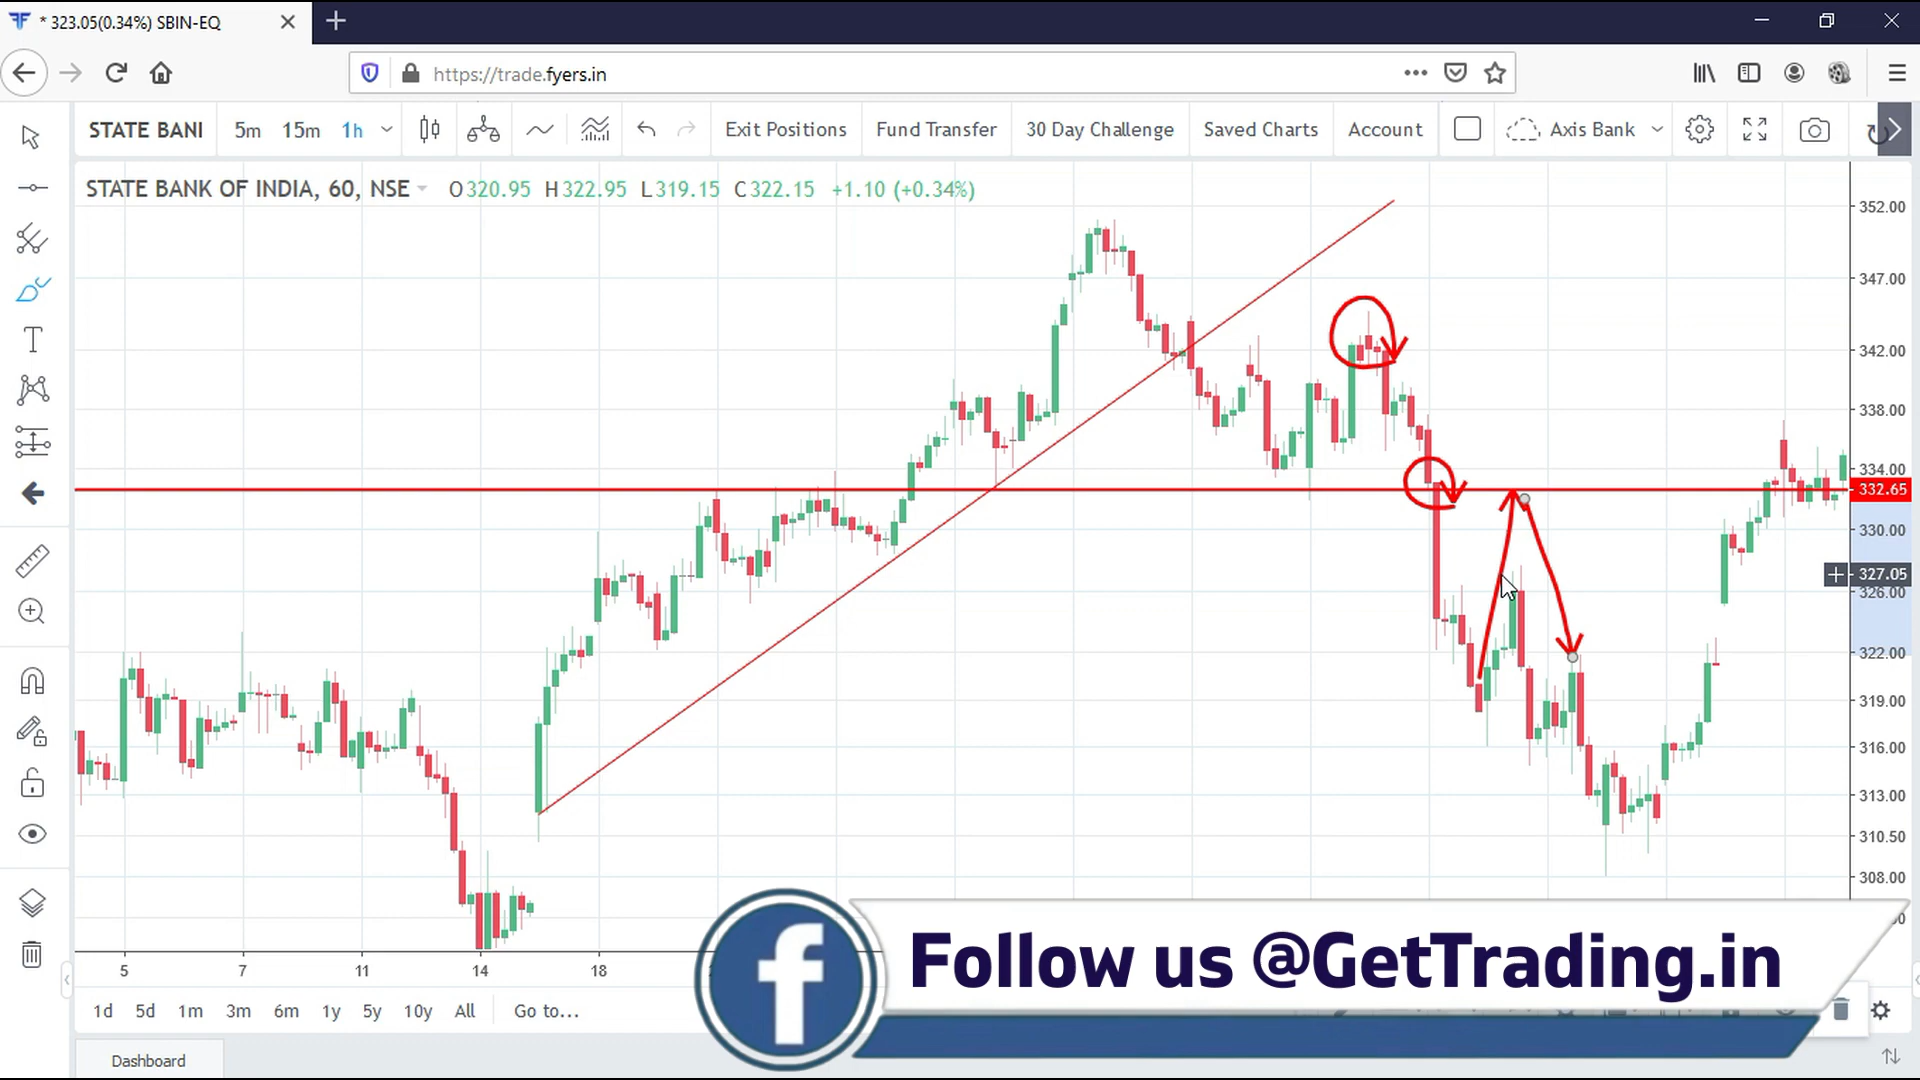 * 323.05(0.34%) SBIN-EQ
https://trade.fyers.in
STATE BANI 5m 15m 1h Exit Positions Fund Transfer 30 Day Challenge Saved Charts Account Axis Bank
STATE BANK OF INDIA, 60, NSE O320.95 H322.95 L319.15 C322.15 +1.10 (+0.34%)
352.00
347.00
342.00
338.00
334.00
332.65
330.00
327.05
326.00
322.00
319.00
316.00
313.00
310.50
308.00
5 7 11 14 18
Follow us @GetTrading.in
1d 5d 1m 3m 6m 1y 5y 10y All Go to...
Dashboard